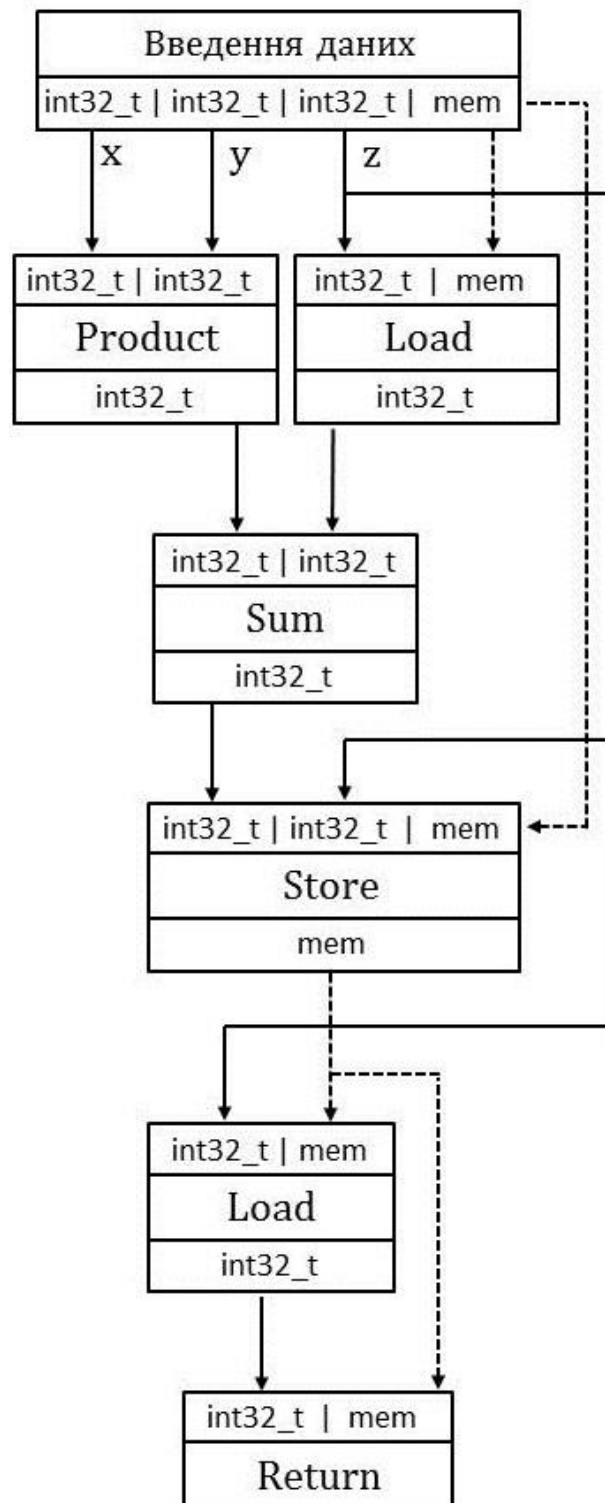 Введення даних
int32_t | int32_t | int32_t | mem
x y z
int32_t | int32_t
Product
int32_t
int32_t | mem
Load
int32_t
int32_t | int32_t
Sum
int32_t
int32_t | int32_t | mem
Store
mem
int32_t | mem
Load
int32_t
int32_t | mem
Return